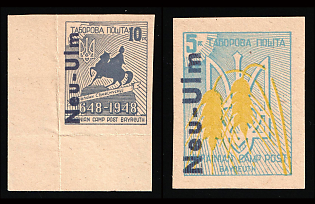 ТАБОРОВА ПОШТА
10
Neu-Ulm
1648-1948
UKRAINIAN CAMP POST
BAYREUTH
5к
ТАБОРОВА ПОШТА
Neu-Ulm
UKRAINIAN CAMP POST
BAYREUTH